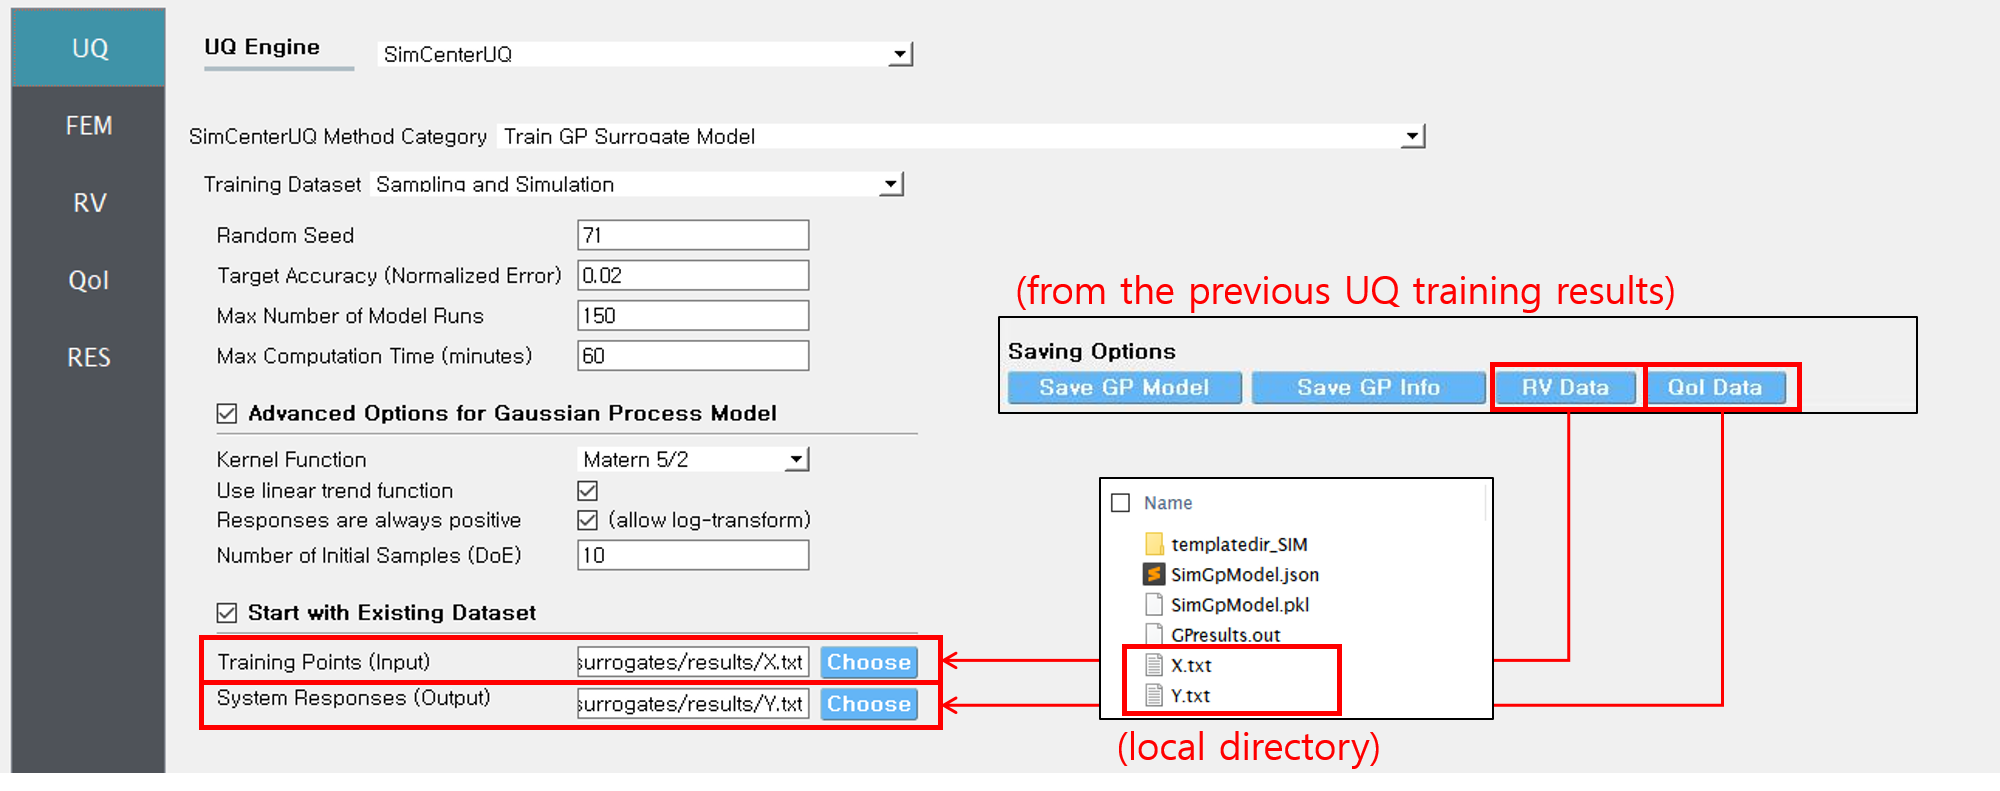 UQ
FEM
RV
QoI
RES
UQ Engine
SimCenterUQ
SimCenterUQ Method Category
Train GP Surrogate Model
Training Dataset
Sampling and Simulation
Random Seed
71
Target Accuracy (Normalized Error)
0.02
Max Number of Model Runs
150
Max Computation Time (minutes)
60
Advanced Options for Gaussian Process Model
Kernel Function
Matern 5/2
Use linear trend function
Responses are always positive
(allow log-transform)
Number of Initial Samples (DoE)
10
Start with Existing Dataset
Training Points (Input)
surrogates/results/X.txt
Choose
System Responses (Output)
surrogates/results/Y.txt
Choose
(from the previous UQ training results)
Saving Options
Save GP Model
Save GP Info
RV Data
QoI Data
Name
templatedir_SIM
SimGpModel.json
SimGpModel.pkl
GPresults.out
X.txt
Y.txt
(local directory)